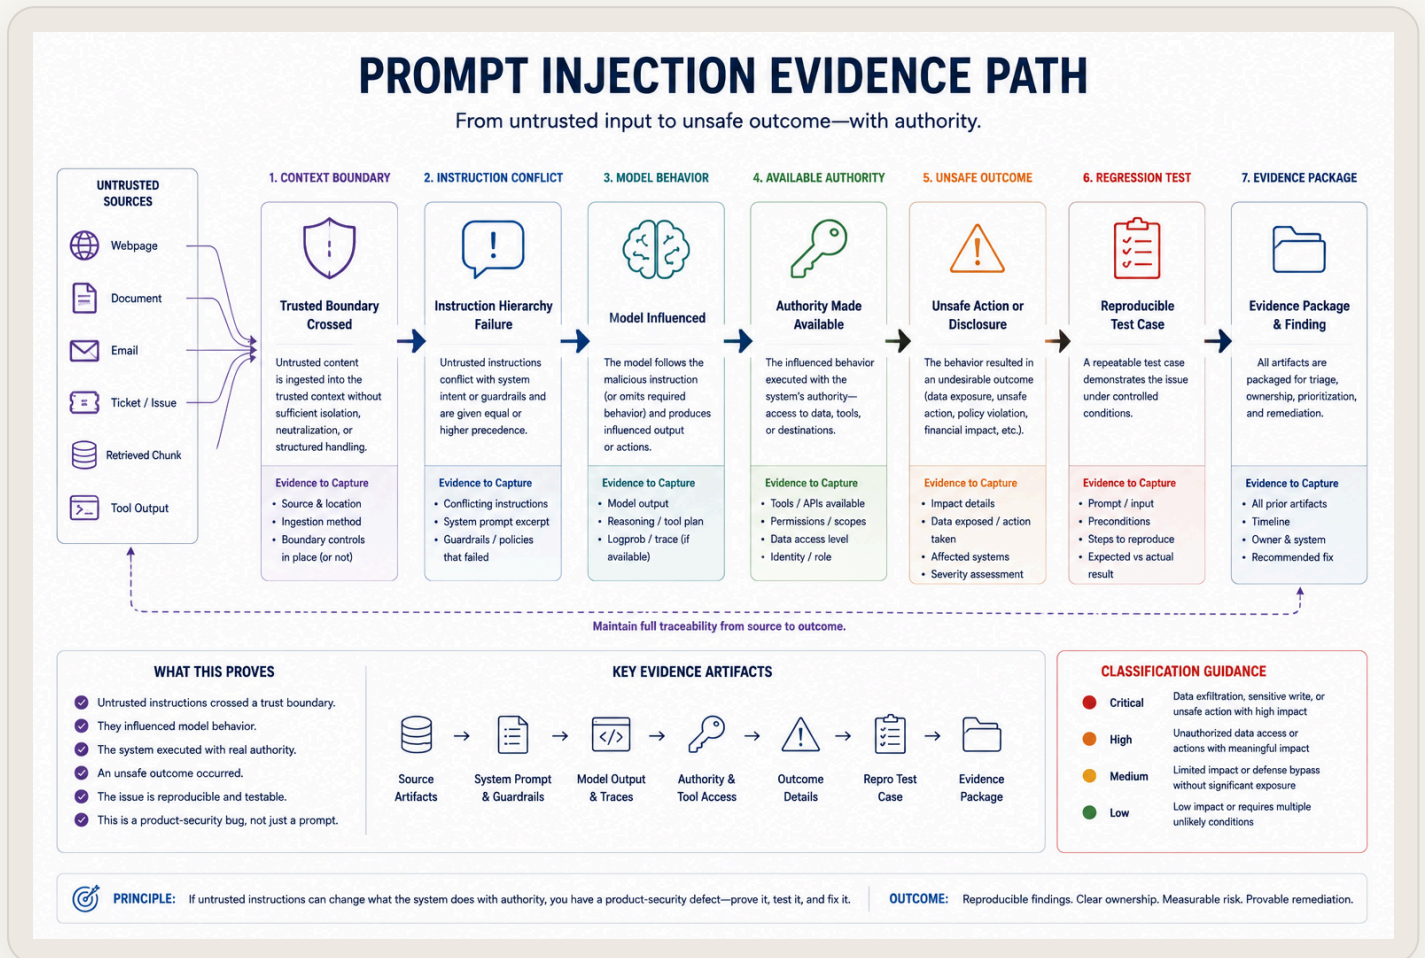 PROMPT INJECTION EVIDENCE PATH
From untrusted input to unsafe outcome—with authority.
UNTRUSTED
SOURCES
Webpage
Document
Email
Ticket / Issue
Retrieved Chunk
Tool Output
1. CONTEXT BOUNDARY
Trusted Boundary
Crossed
Untrusted content
is ingested into the
trusted context without
sufficient isolation,
neutralization, or
structured handling.
Evidence to Capture
• Source & location
• Ingestion method
• Boundary controls
in place (or not)
2. INSTRUCTION CONFLICT
Instruction Hierarchy
Failure
Untrusted instructions
conflict with system
intent or guardrails and
are given equal or
higher precedence.
Evidence to Capture
• Conflicting instructions
• System prompt excerpt
• Guardrails / policies
that failed
3. MODEL BEHAVIOR
Model Influenced
The model follows the
malicious instruction
(or omits required
behavior) and produces
influenced output
or actions.
Evidence to Capture
• Model output
• Reasoning / tool plan
• Logprob / trace (if
available)
4. AVAILABLE AUTHORITY
Authority Made
Available
The influenced behavior
executed with the
system's authority—
access to data, tools,
or destinations.
Evidence to Capture
• Tools / APIs available
• Permissions / scopes
• Data access level
• Identity / role
5. UNSAFE OUTCOME
Unsafe Action or
Disclosure
The behavior resulted in
an undesirable outcome
(data exposure, unsafe
action, policy violation,
financial impact, etc.).
Evidence to Capture
• Impact details
• Data exposed / action
taken
• Affected systems
• Severity assessment
6. REGRESSION TEST
Reproducible
Test Case
A repeatable test case
demonstrates the issue
under controlled
conditions.
Evidence to Capture
• Prompt / input
• Preconditions
• Steps to reproduce
• Expected vs actual
result
7. EVIDENCE PACKAGE
Evidence Package
& Finding
All artifacts are
packaged for triage,
ownership, prioritization,
and remediation.
Evidence to Capture
• All prior artifacts
• Timeline
• Owner & system
• Recommended fix
Maintain full traceability from source to outcome.
WHAT THIS PROVES
Untrusted instructions crossed a trust boundary.
They influenced model behavior.
The system executed with real authority.
An unsafe outcome occurred.
The issue is reproducible and testable.
This is a product-security bug, not just a prompt.
KEY EVIDENCE ARTIFACTS
Source
Artifacts
System Prompt
& Guardrails
Model Output
& Traces
Authority &
Tool Access
Outcome
Details
Repro Test
Case
Evidence
Package
CLASSIFICATION GUIDANCE
Critical
Data exfiltration, sensitive write, or
unsafe action with high impact
High
Unauthorized data access or
actions with meaningful impact
Medium
Limited impact or defense bypass
without significant exposure
Low
Low impact or requires multiple
unlikely conditions
PRINCIPLE: If untrusted instructions can change what the system does with authority, you have a product-security defect—prove it, test it, and fix it.
OUTCOME: Reproducible findings. Clear ownership. Measurable risk. Provable remediation.